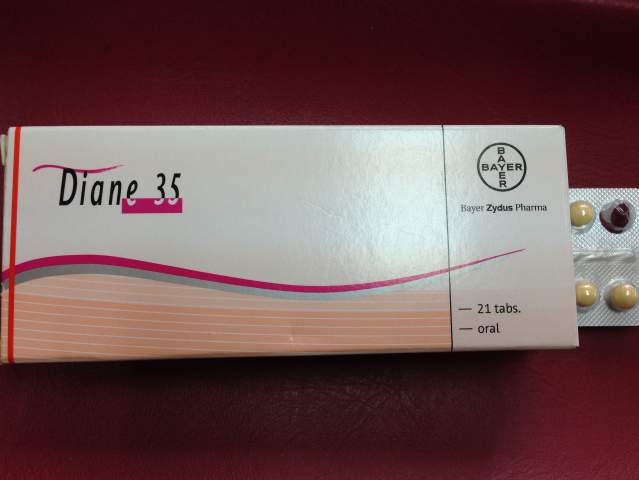 Diane 35
BAYER
BAYER
Bayer Zydus Pharma
— 21 tabs.
— oral